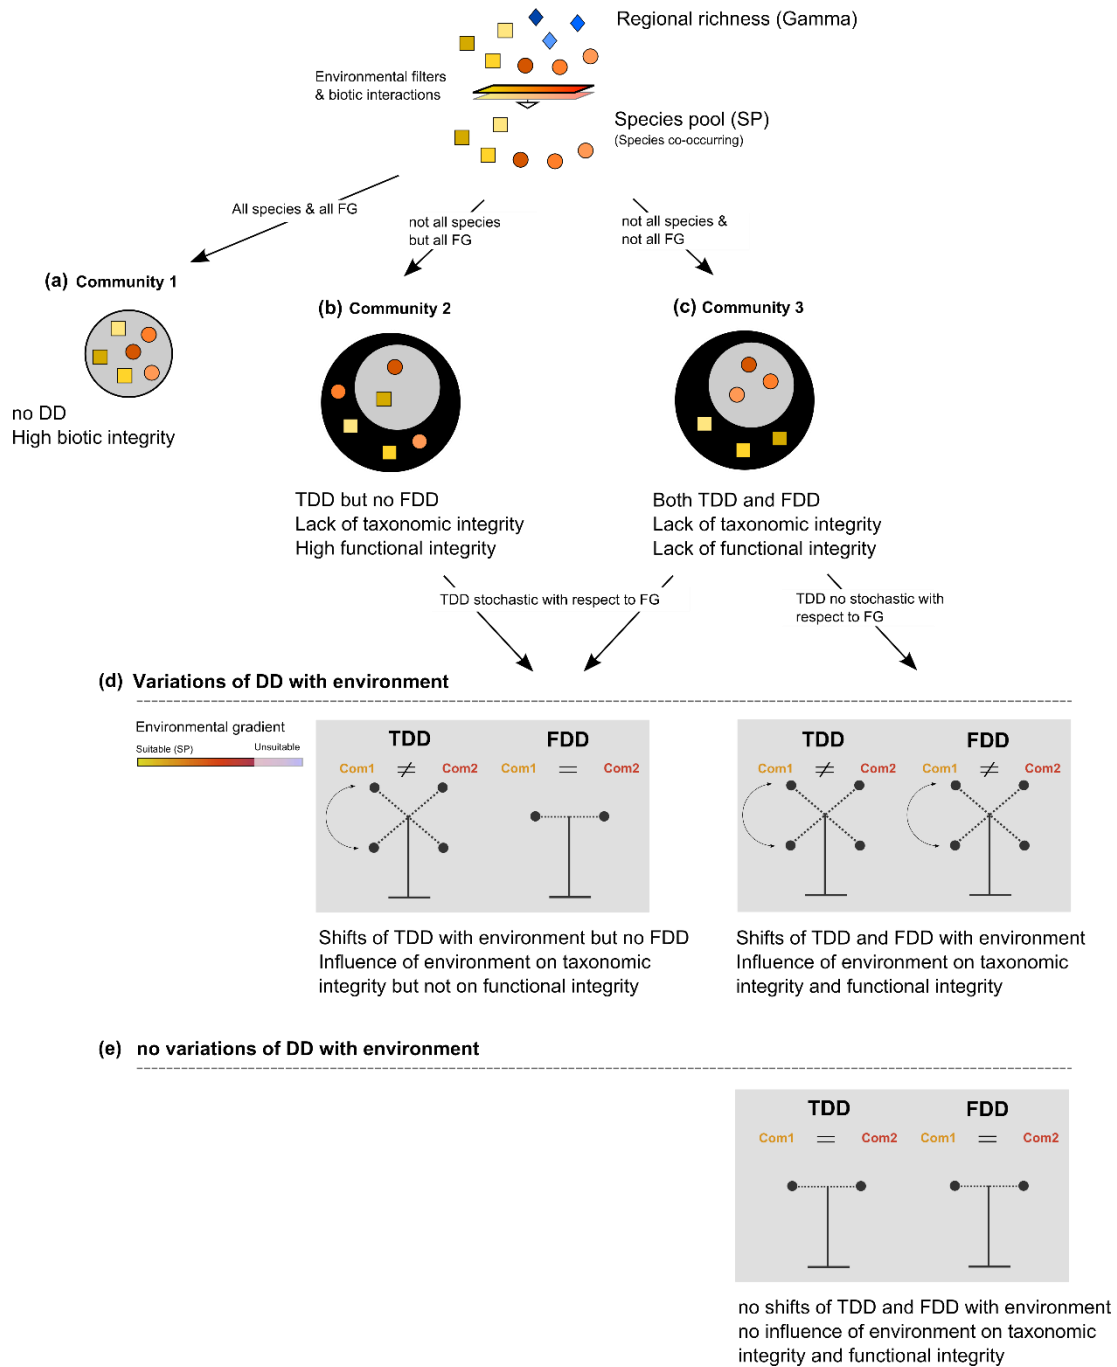 Regional richness (Gamma)
Environmental filters
& biotic interactions
Species pool (SP)
(Species co-occurring)
All species & all FG
not all species
but all FG
not all species &
not all FG
(a) Community 1
(b) Community 2
(c) Community 3
no DD
High biotic integrity
TDD but no FDD
Lack of taxonomic integrity
High functional integrity
Both TDD and FDD
Lack of taxonomic integrity
Lack of functional integrity
TDD stochastic with respect to FG
TDD no stochastic with
respect to FG
(d) Variations of DD with environment
Environmental gradient
Suitable (SP) Unsuitable
TDD FDD
Com1 ≠ Com2 Com1 = Com2
TDD FDD
Com1 ≠ Com2 Com1 ≠ Com2
Shifts of TDD with environment but no FDD
Influence of environment on taxonomic
integrity but not on functional integrity
Shifts of TDD and FDD with environment
Influence of environment on taxonomic
integrity and functional integrity
(e) no variations of DD with environment
TDD FDD
Com1 = Com2 Com1 = Com2
no shifts of TDD and FDD with environment
no influence of environment on taxonomic
integrity and functional integrity